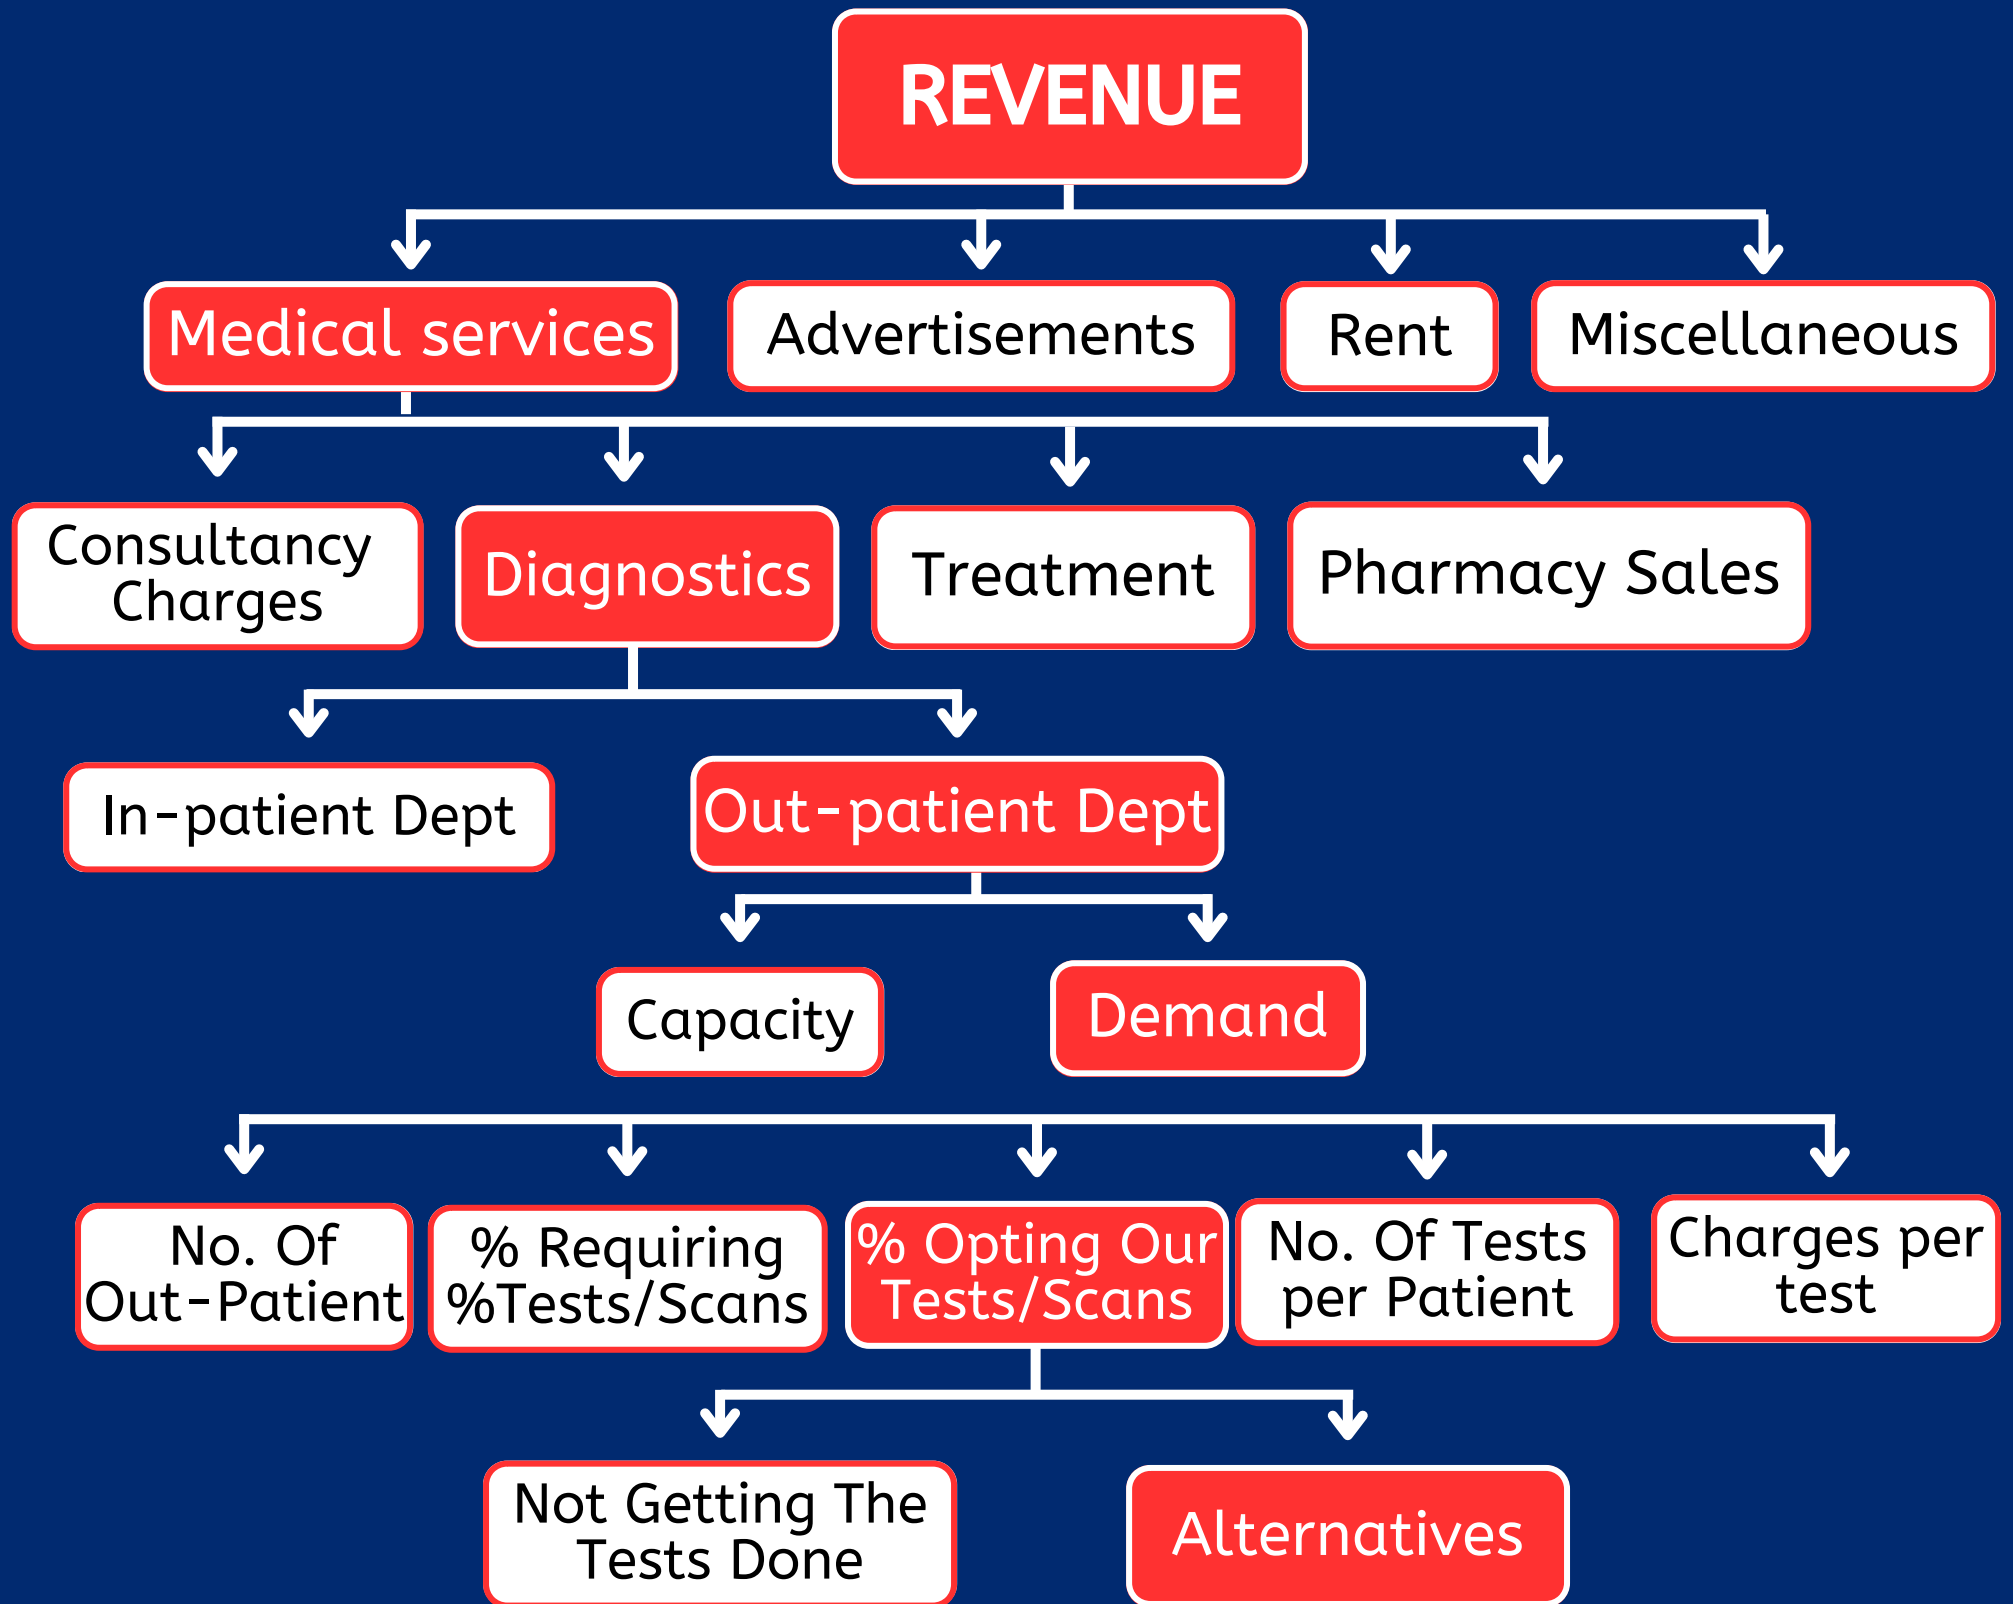 REVENUE
Medical services
Advertisements
Rent
Miscellaneous
Consultancy
Charges
Diagnostics
Treatment
Pharmacy Sales
In-patient Dept
Out-patient Dept
Capacity
Demand
No. Of
Out-Patient
% Requiring
%Tests/Scans
% Opting Our
Tests/Scans
No. Of Tests
per Patient
Charges per
test
Not Getting The
Tests Done
Alternatives